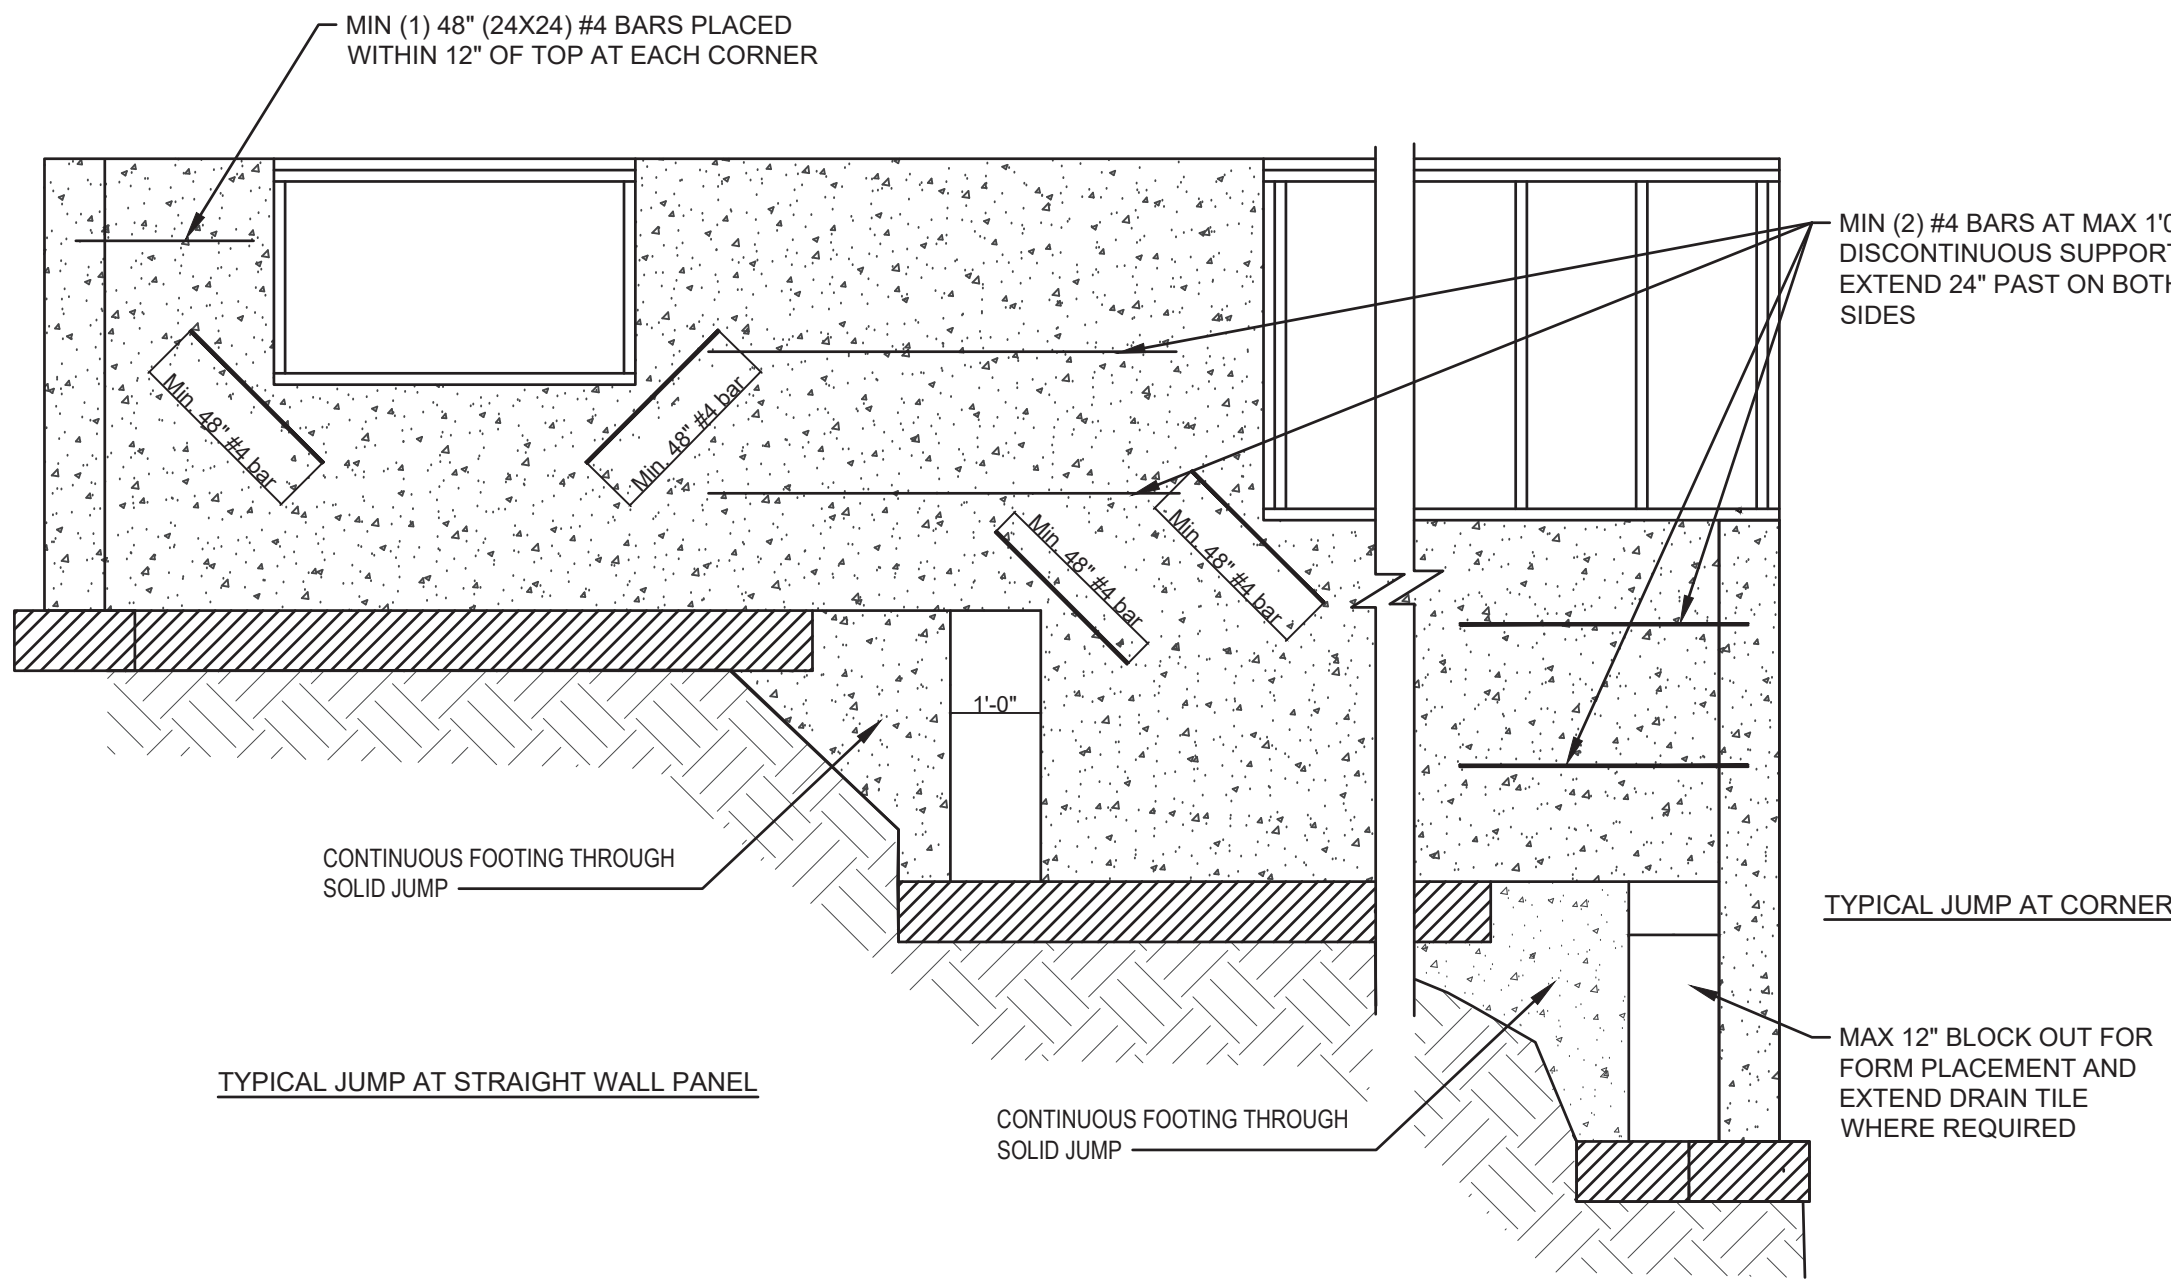 MIN (1) 48" (24X24) #4 BARS PLACED
WITHIN 12" OF TOP AT EACH CORNER
MIN (2) #4 BARS AT MAX 1'0
DISCONTINUOUS SUPPORT
EXTEND 24" PAST ON BOTH
SIDES
Min. 48" #4 bar
Min. 48" #4 bar
Min. 48" #4 bar
Min. 48" #4 bar
1'-0"
CONTINUOUS FOOTING THROUGH
SOLID JUMP
TYPICAL JUMP AT CORNER
TYPICAL JUMP AT STRAIGHT WALL PANEL
CONTINUOUS FOOTING THROUGH
SOLID JUMP
MAX 12" BLOCK OUT FOR
FORM PLACEMENT AND
EXTEND DRAIN TILE
WHERE REQUIRED